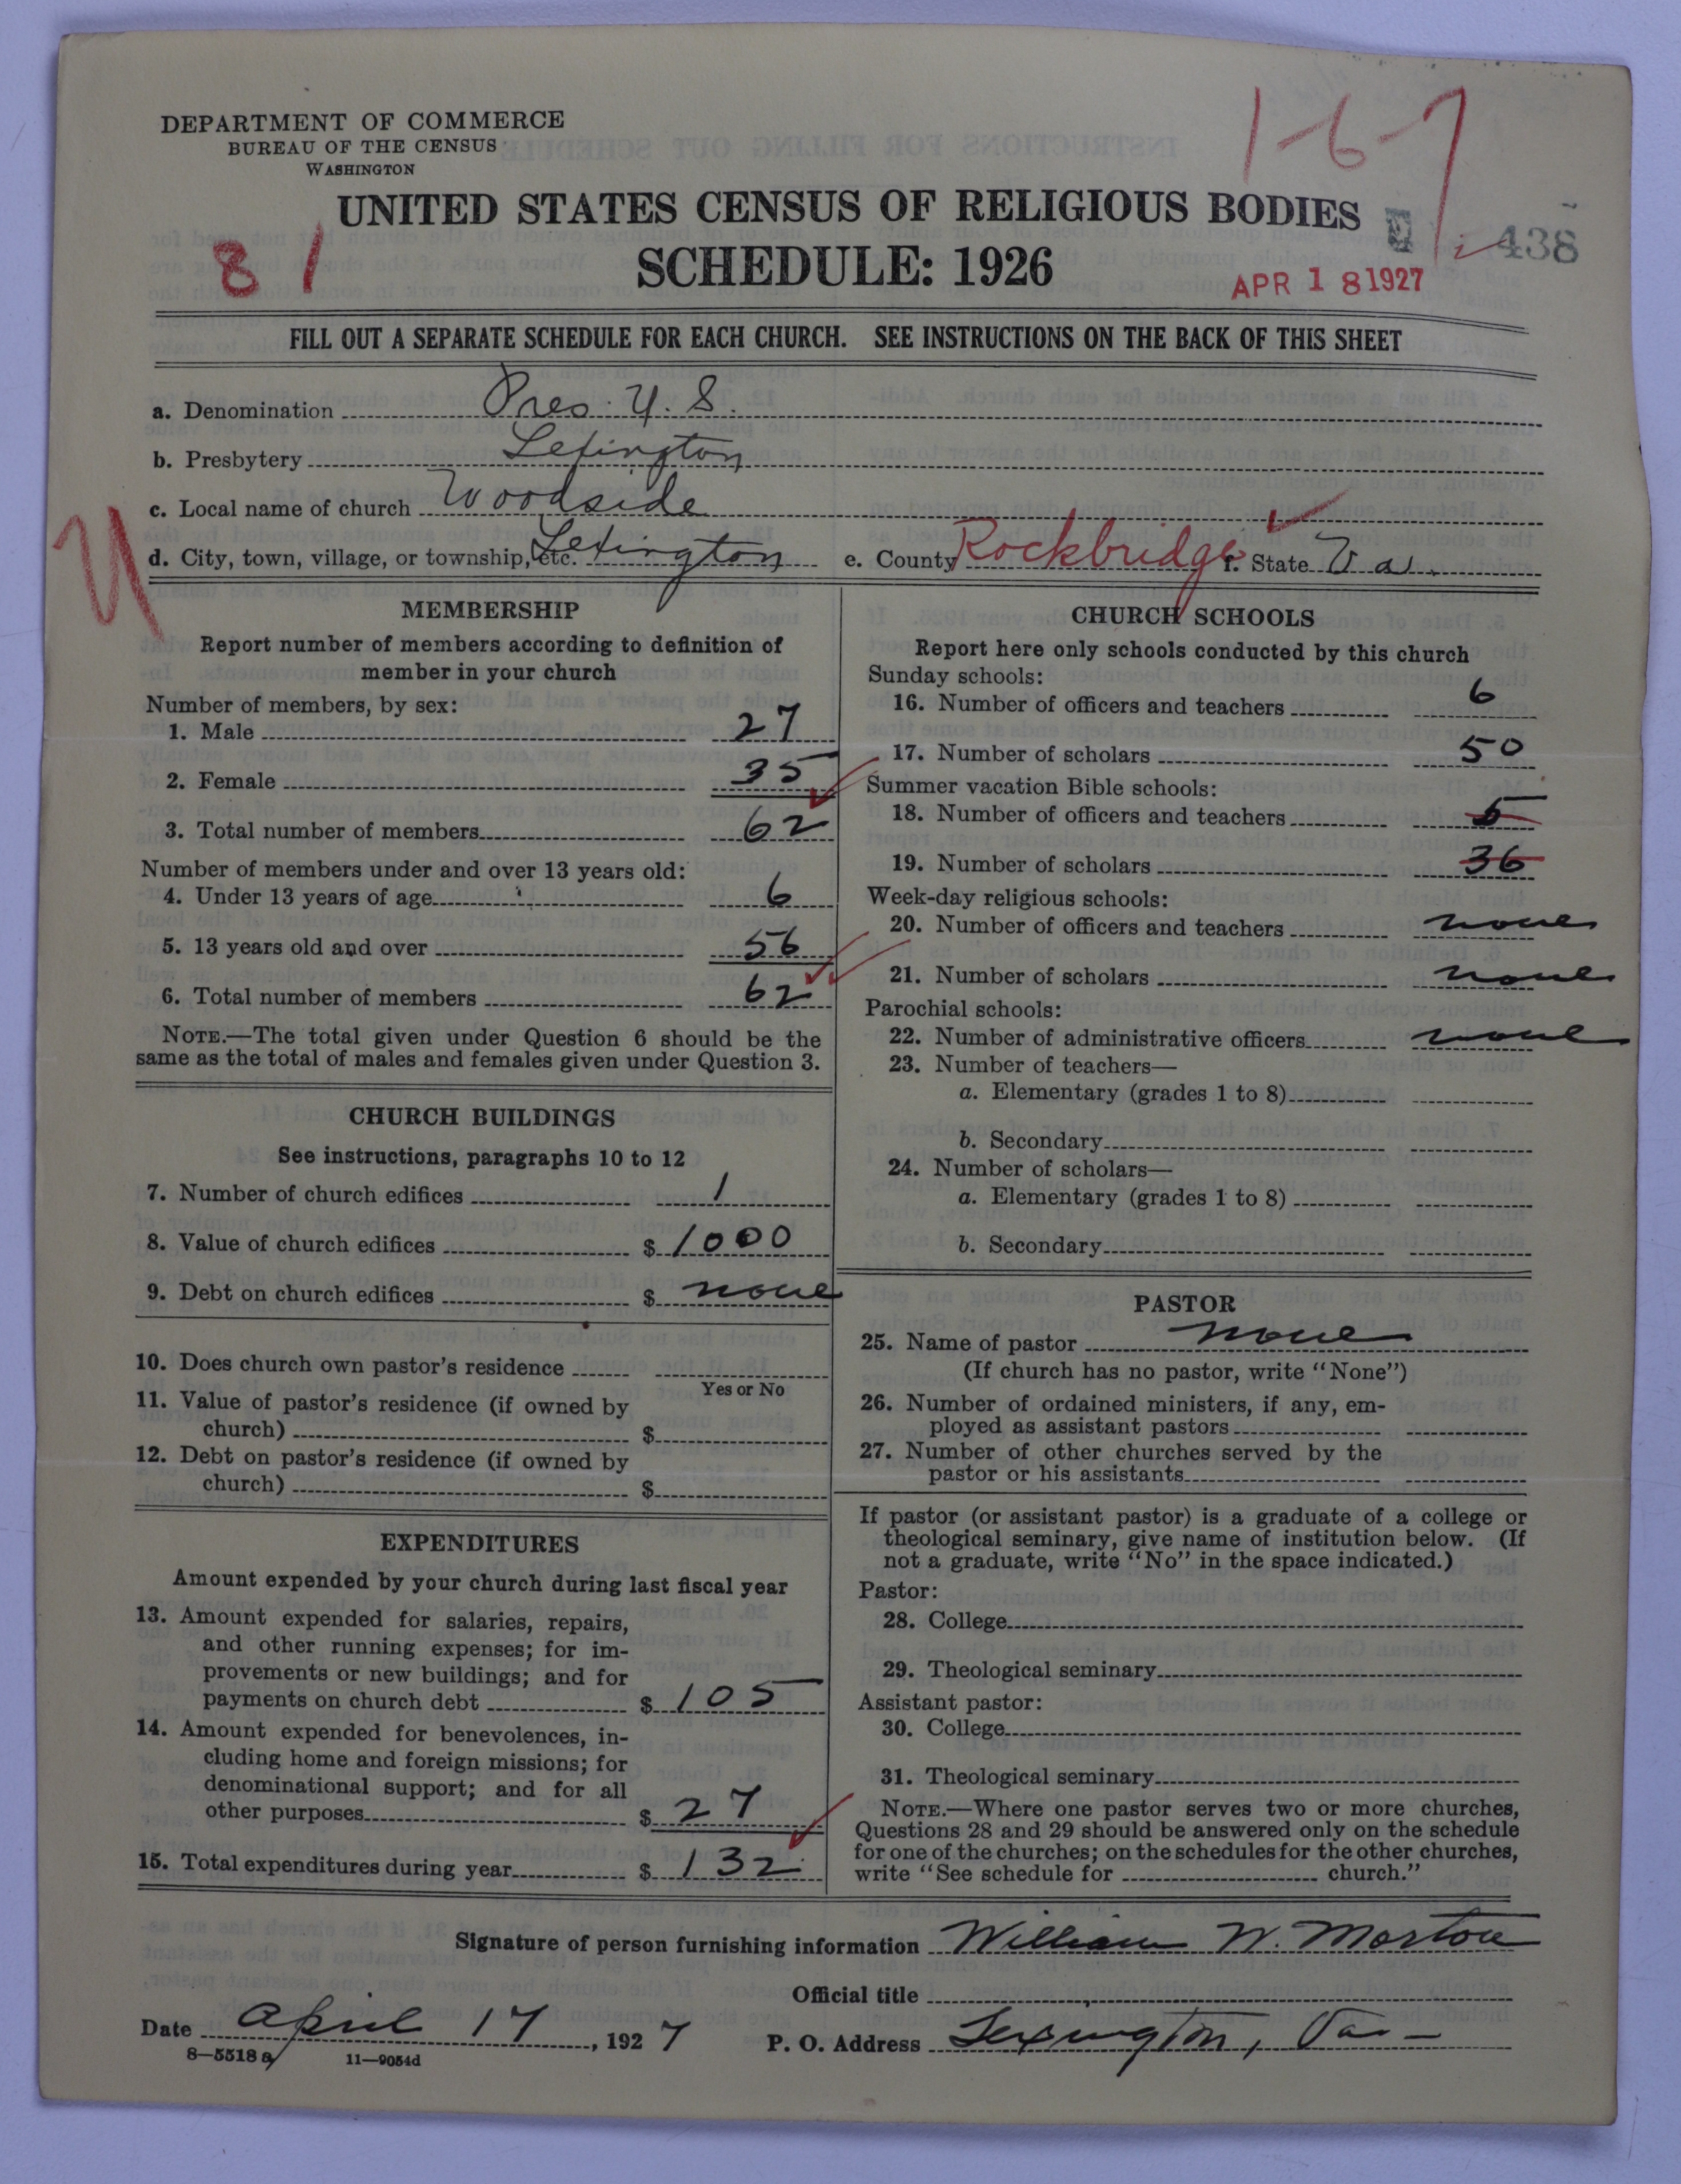 DEPARTMENT OF COMMERCE
BUREAU OF THE CENSUS
WASHINGTON
1-6-7
UNITED STATES CENSUS OF RELIGIOUS BODIES
81
SCHEDULE: 1926
438
APR 18 1927
FILL OUT A SEPARATE SCHEDULE FOR EACH CHURCH. SEE INSTRUCTIONS ON THE BACK OF THIS SHEET
a. Denomination Pres. U. S.
b. Presbytery Lexington
c. Local name of church Woodside
d. City, town, village, or township, etc. Lexington e. County Rockbridge f. State Va.
MEMBERSHIP
Report number of members according to definition of
member in your church
Number of members, by sex:
1. Male 27
2. Female 35
3. Total number of members 62
Number of members under and over 13 years old:
4. Under 13 years of age 6
5. 13 years old and over 56
6. Total number of members 62
NOTE.—The total given under Question 6 should be the
same as the total of males and females given under Question 3.
CHURCH BUILDINGS
See instructions, paragraphs 10 to 12
7. Number of church edifices 1
8. Value of church edifices $ 1000
9. Debt on church edifices $ none
10. Does church own pastor's residence
Yes or No
11. Value of pastor's residence (if owned by
church) $
12. Debt on pastor's residence (if owned by
church) $
EXPENDITURES
Amount expended by your church during last fiscal year
13. Amount expended for salaries, repairs,
and other running expenses; for im-
provements or new buildings; and for
payments on church debt $ 105
14. Amount expended for benevolences, in-
cluding home and foreign missions; for
denominational support; and for all
other purposes $ 27
15. Total expenditures during year $ 132
CHURCH SCHOOLS
Report here only schools conducted by this church
Sunday schools:
16. Number of officers and teachers 6
17. Number of scholars 50
Summer vacation Bible schools:
18. Number of officers and teachers 5
19. Number of scholars 36
Week-day religious schools:
20. Number of officers and teachers none
21. Number of scholars none
Parochial schools:
22. Number of administrative officers none
23. Number of teachers—
a. Elementary (grades 1 to 8)
b. Secondary
24. Number of scholars—
a. Elementary (grades 1 to 8)
b. Secondary
PASTOR
25. Name of pastor none
(If church has no pastor, write "None")
26. Number of ordained ministers, if any, em-
ployed as assistant pastors
27. Number of other churches served by the
pastor or his assistants
If pastor (or assistant pastor) is a graduate of a college or
theological seminary, give name of institution below. (If
not a graduate, write "No" in the space indicated.)
Pastor:
28. College
29. Theological seminary
Assistant pastor:
30. College
31. Theological seminary
NOTE.—Where one pastor serves two or more churches,
Questions 28 and 29 should be answered only on the schedule
for one of the churches; on the schedules for the other churches,
write "See schedule for church."
Signature of person furnishing information William W. Morton
Official title
Date April 17, 1927 P. O. Address Lexington, Va—
8—5518a 11—9054d